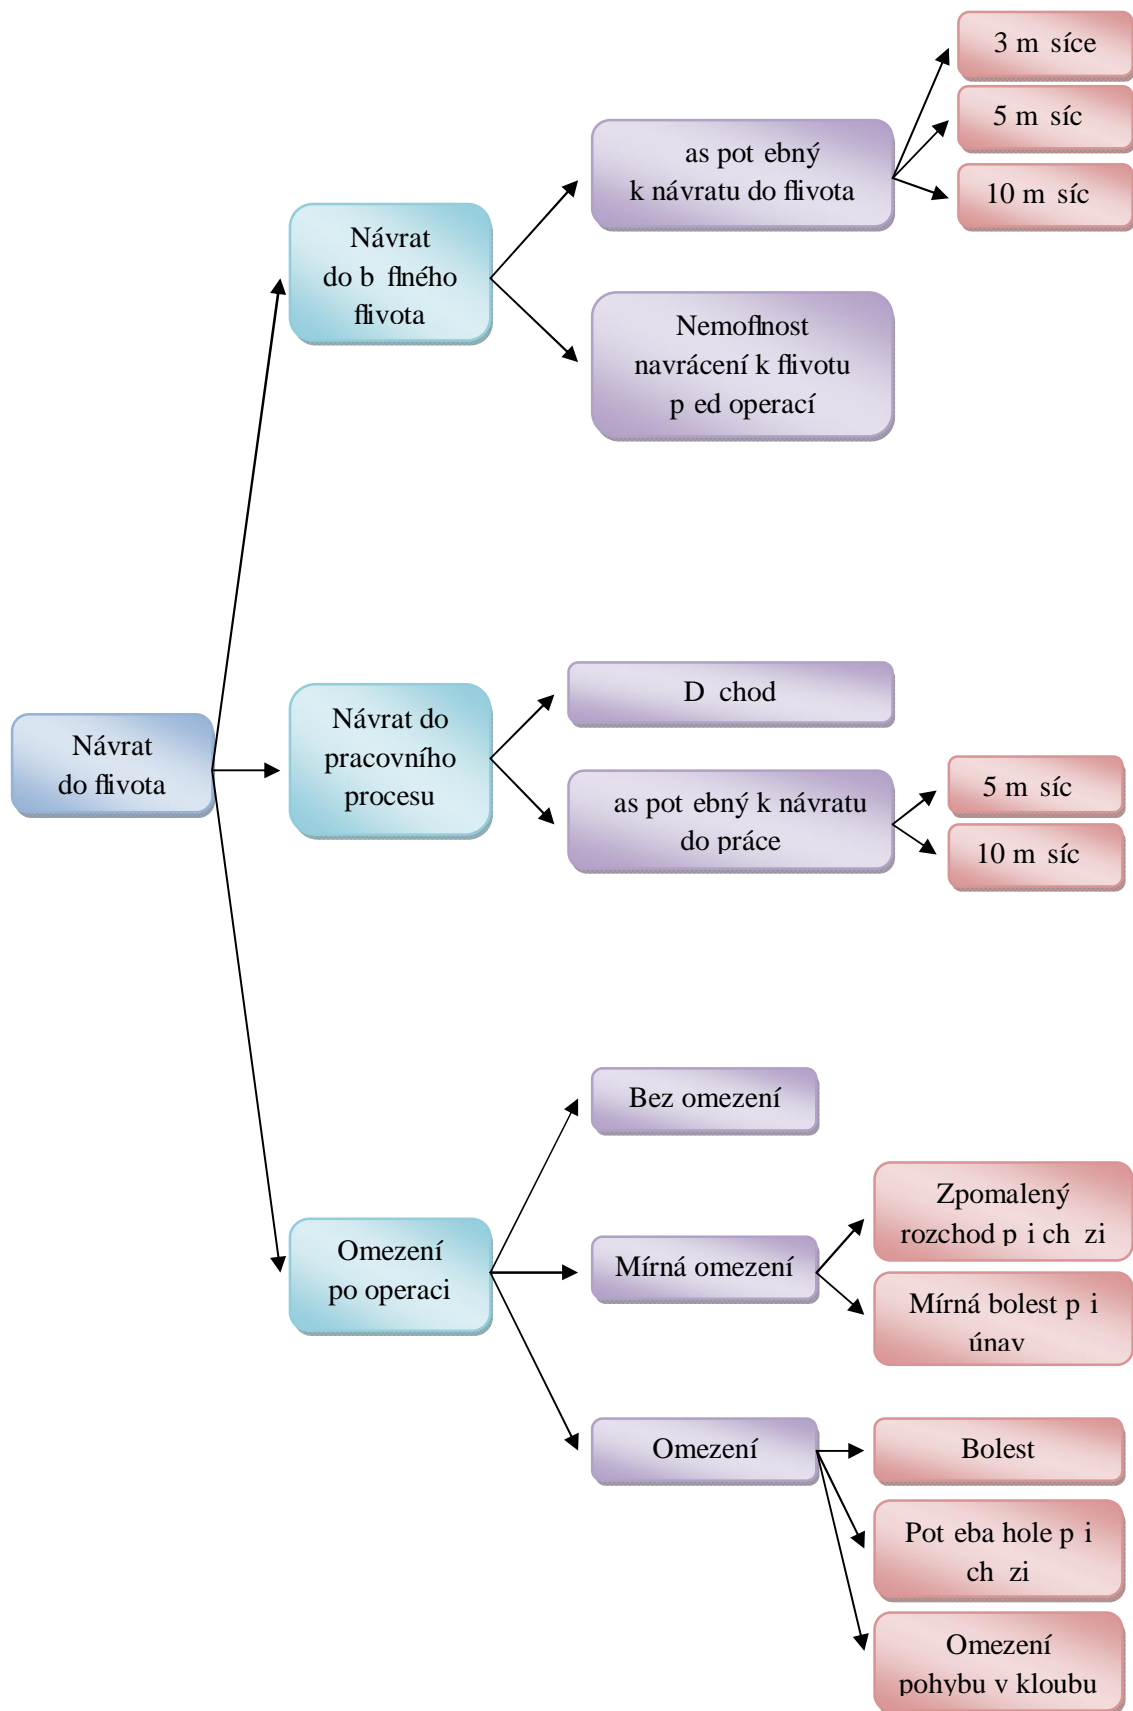 Návrat
do flivota
Návrat
do b flného
flivota
as pot ebný
k návratu do flivota
3 m síce
5 m síc
10 m síc
Nemoflnost
navrácení k flivotu
p ed operací
Návrat do
pracovního
procesu
D chod
as pot ebný k návratu
do práce
5 m síc
10 m síc
Omezení
po operaci
Bez omezení
Mírná omezení
Zpomalený
rozchod p i ch zi
Mírná bolest p i
únav
Omezení
Bolest
Pot eba hole p i
ch zi
Omezení
pohybu v kloubu